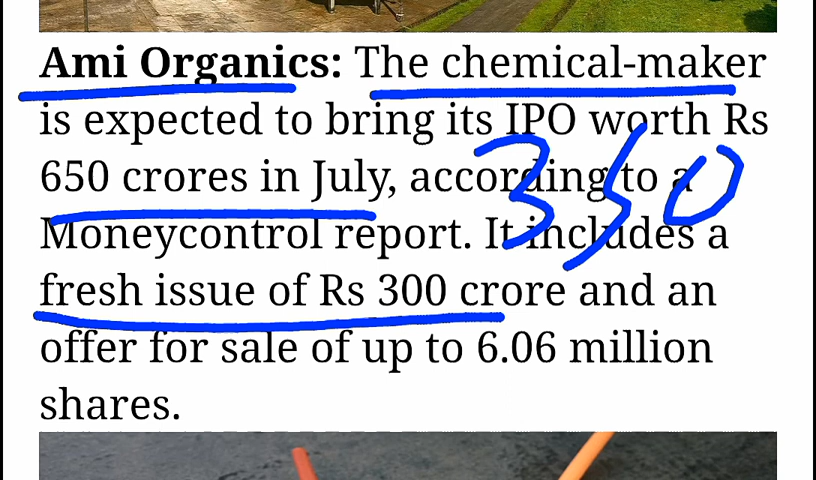 Ami Organics: The chemical-maker
is expected to bring its IPO worth Rs
650 crores in July, according to a
Moneycontrol report. It includes a
fresh issue of Rs 300 crore and an
offer for sale of up to 6.06 million
shares.
350